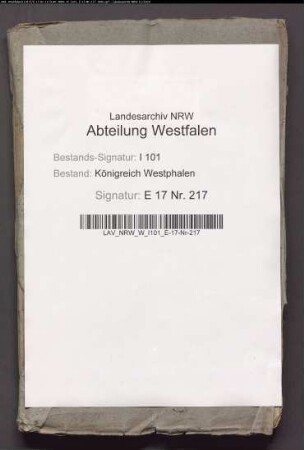 Landesarchiv NRW
Abteilung Westfalen
Bestands-Signatur: I 101
Bestand: Königreich Westphalen
Signatur: E 17 Nr. 217
LAV_NRW_W_I101_E-17-Nr-217